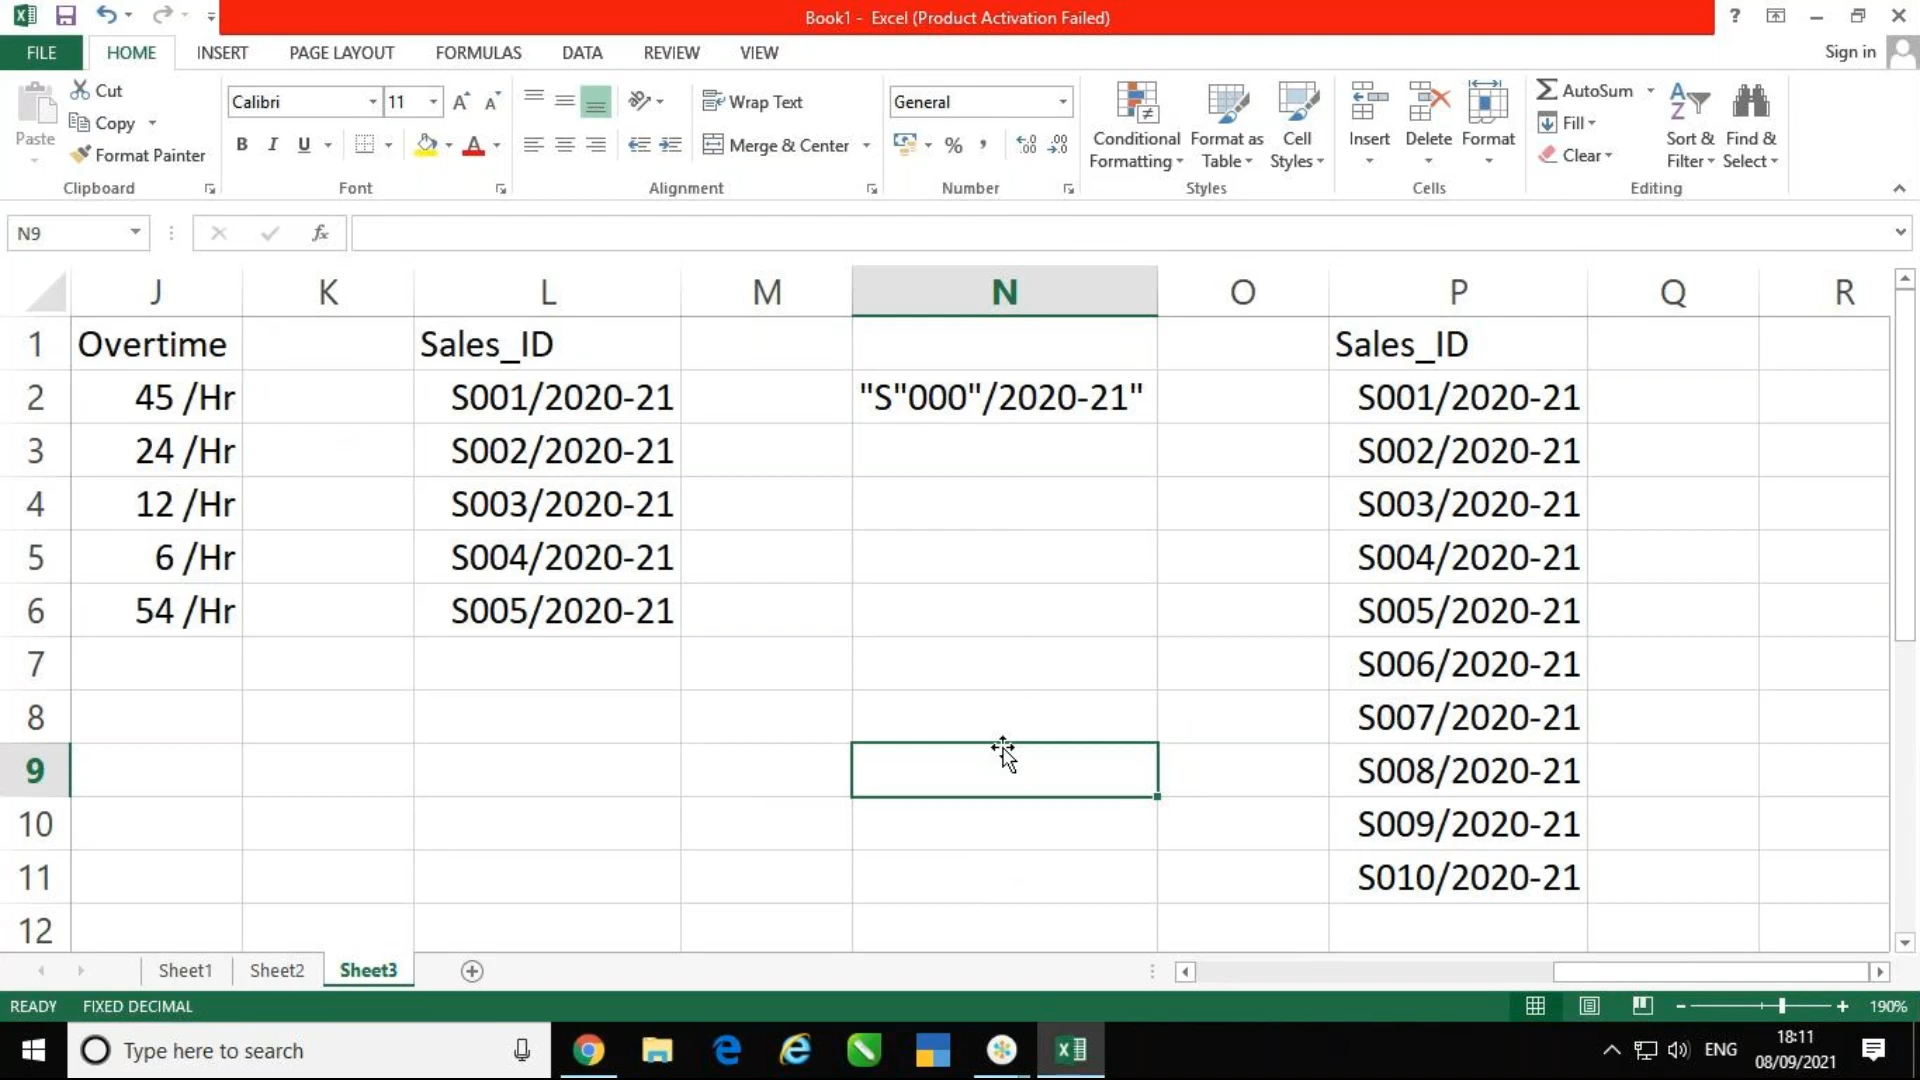 Book1 - Excel (Product Activation Failed)
?
FILE HOME INSERT PAGE LAYOUT FORMULAS DATA REVIEW VIEW Sign in
Paste
Cut
Copy
Format Painter
Clipboard
Calibri 11
B I U
Font
Wrap Text
Merge & Center
Alignment
General
%
Number
Conditional Formatting
Format as Table
Cell Styles
Styles
Insert
Delete
Format
Cells
AutoSum
Fill
Clear
Sort & Filter
Find & Select
Editing
N9 fx
J K L M N O P Q R
1 Overtime Sales_ID Sales_ID
2 45 /Hr S001/2020-21 "S"000"/2020-21" S001/2020-21
3 24 /Hr S002/2020-21 S002/2020-21
4 12 /Hr S003/2020-21 S003/2020-21
5 6 /Hr S004/2020-21 S004/2020-21
6 54 /Hr S005/2020-21 S005/2020-21
7 S006/2020-21
8 S007/2020-21
9 S008/2020-21
10 S009/2020-21
11 S010/2020-21
12
Sheet1 Sheet2 Sheet3
READY FIXED DECIMAL 190%
Type here to search
ENG
18:11
08/09/2021